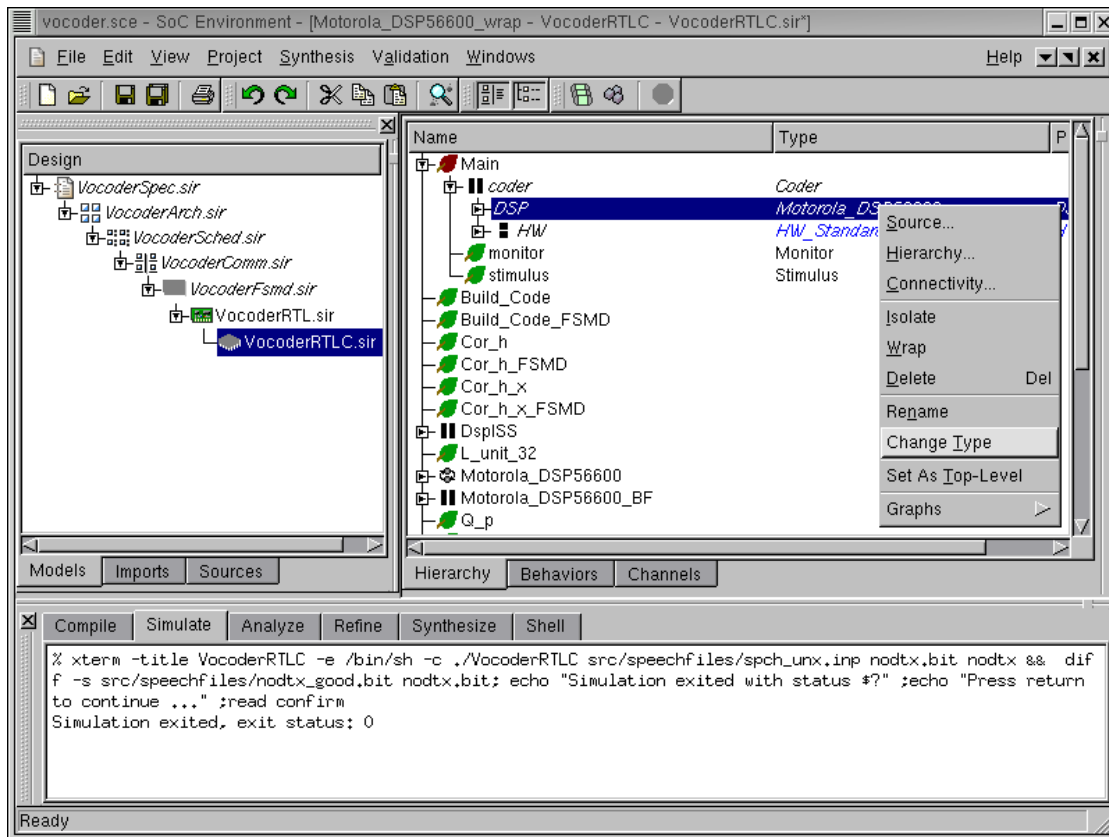 vocoder.sce - SoC Environment - [Motorola_DSP56600_wrap - VocoderRTLC - VocoderRTLC.sir*]
File Edit View Project Synthesis Validation Windows Help
Design
VocoderSpec.sir
VocoderArch.sir
VocoderSched.sir
VocoderComm.sir
VocoderFsmd.sir
VocoderRTL.sir
VocoderRTLC.sir
Models Imports Sources
Name Type P
Main
coder Coder
DSP
HW HW_Standar
monitor Monitor
stimulus Stimulus
Build_Code
Build_Code_FSMD
Cor_h
Cor_h_FSMD
Cor_h_x
Cor_h_x_FSMD
DspISS
L_unit_32
Motorola_DSP56600
Motorola_DSP56600_BF
Q_p
Source...
Hierarchy...
Connectivity...
Isolate
Wrap
Delete Del
Rename
Change Type
Set As Top-Level
Graphs
Hierarchy Behaviors Channels
Compile Simulate Analyze Refine Synthesize Shell
% xterm -title VocoderRTLC -e /bin/sh -c ./VocoderRTLC src/speechfiles/spch_unx.inp nodtx.bit nodtx && dif
f -s src/speechfiles/nodtx_good.bit nodtx.bit; echo "Simulation exited with status $?" ;echo "Press return
to continue ..." ;read confirm
Simulation exited, exit status: 0
Ready